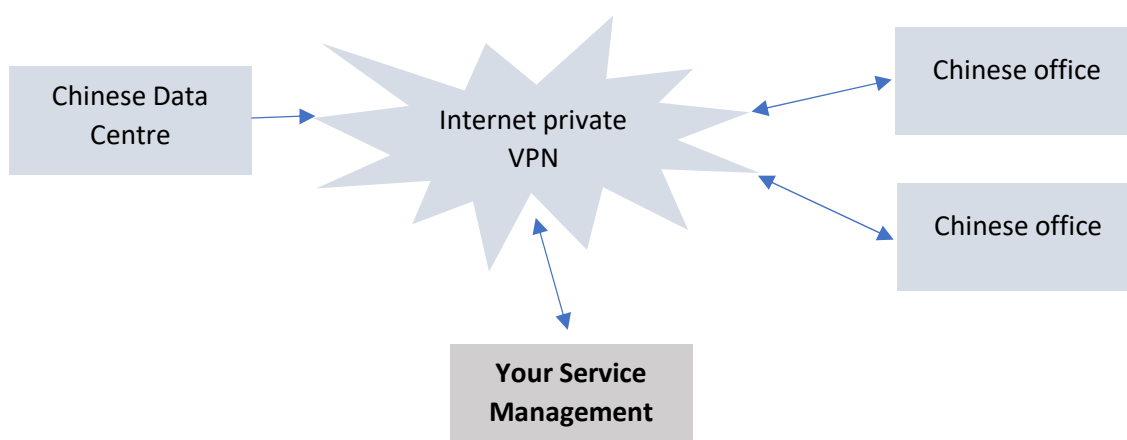 Chinese Data
Centre
Internet private
VPN
Chinese office
Chinese office
Your Service
Management